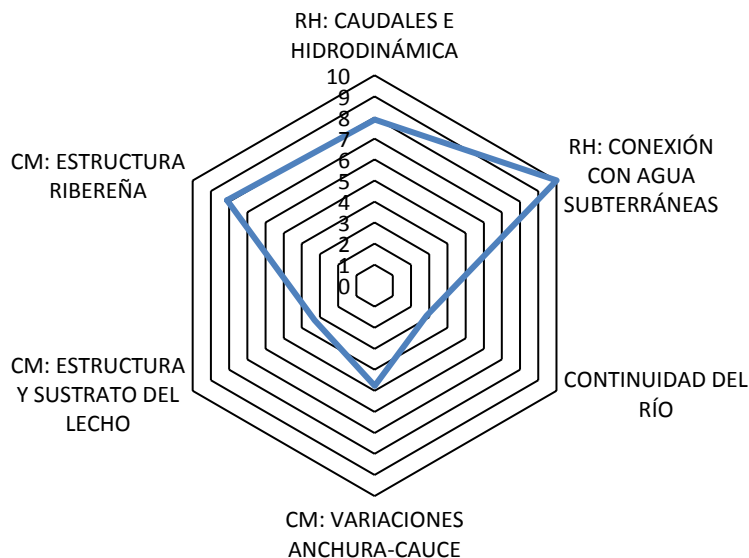 RH: CAUDALES E
HIDRODINÁMICA
10
9
8
7
6
5
4
3
2
1
0
RH: CONEXIÓN
CON AGUA
SUBTERRÁNEAS
CONTINUIDAD DEL
RÍO
CM: VARIACIONES
ANCHURA-CAUCE
CM: ESTRUCTURA
Y SUSTRATO DEL
LECHO
CM: ESTRUCTURA
RIBEREÑA